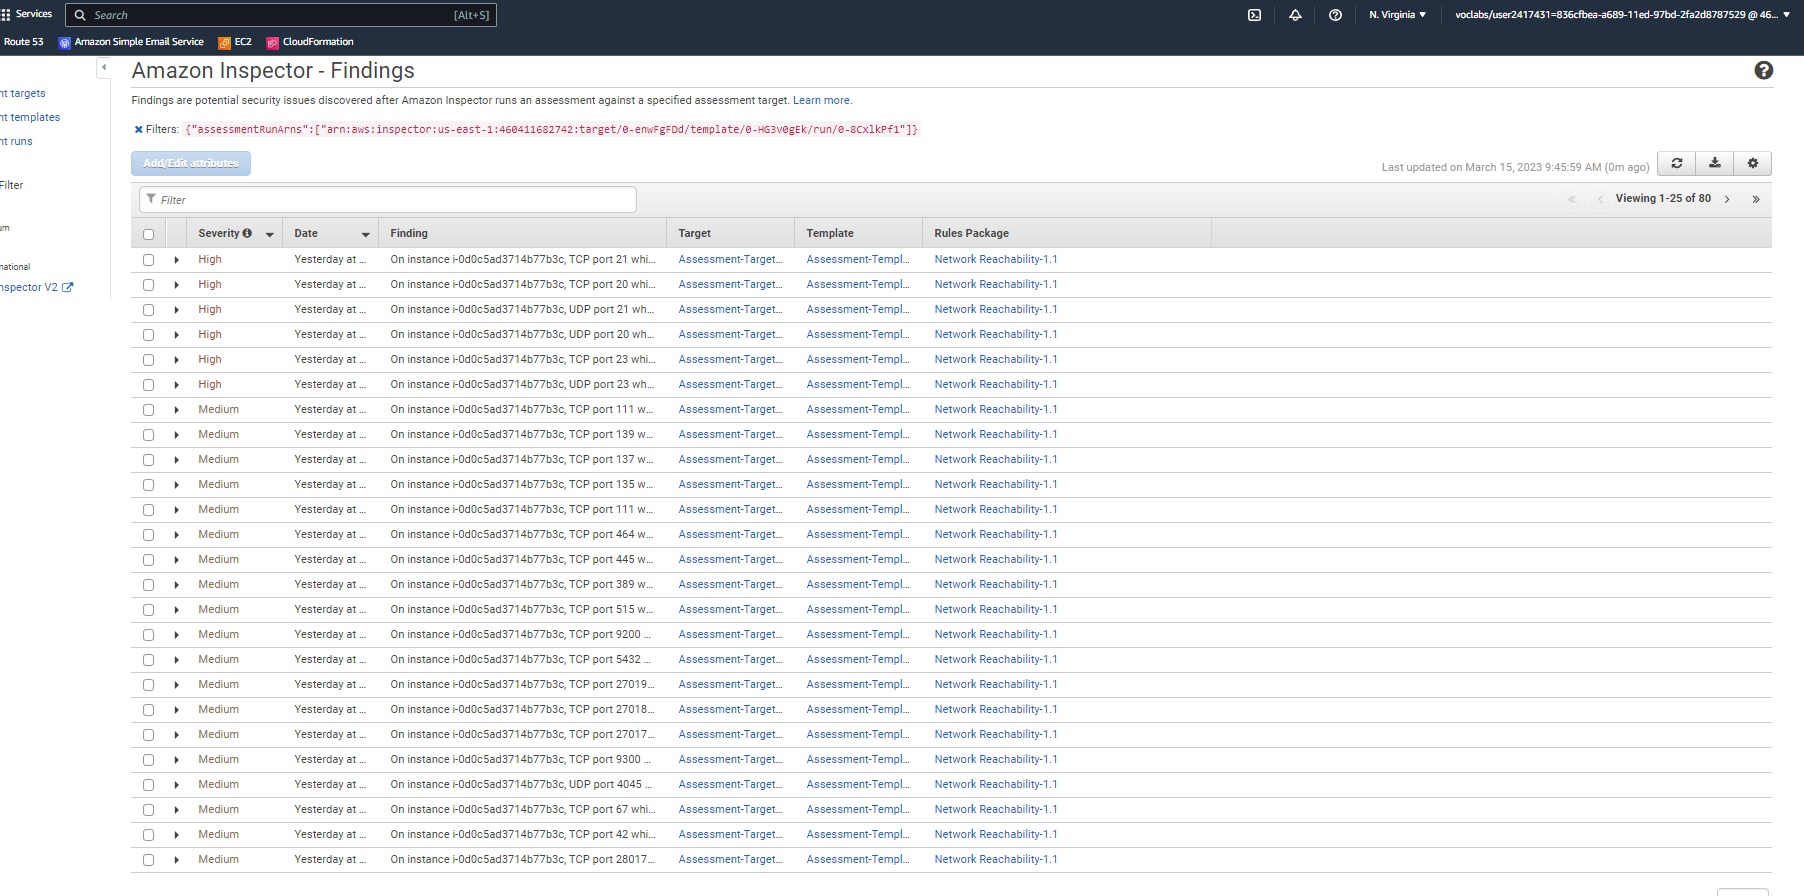 Services Search [Alt+S] N. Virginia voclabs/user2417431=836cfbea-a689-11ed-97bd-2fa2d8787529 @ 46...
Route 53 Amazon Simple Email Service EC2 CloudFormation
Amazon Inspector - Findings
nt targets
nt templates
nt runs
Filter
um
national
nspector V2
Findings are potential security issues discovered after Amazon Inspector runs an assessment against a specified assessment target. Learn more.
Filters: {"assessmentRunArns":["arn:aws:inspector:us-east-1:460411682742:target/0-enWFgFDd/template/0-HG3v0gEk/run/0-8CxlkPf1"]}
Add/Edit attributes Last updated on March 15, 2023 9:45:59 AM (0m ago)
Filter « ‹ Viewing 1-25 of 80 › »
Severity Date Finding Target Template Rules Package
High Yesterday at ... On instance i-0d0c5ad3714b77b3c, TCP port 21 whi... Assessment-Target... Assessment-Templ... Network Reachability-1.1
High Yesterday at ... On instance i-0d0c5ad3714b77b3c, TCP port 20 whi... Assessment-Target... Assessment-Templ... Network Reachability-1.1
High Yesterday at ... On instance i-0d0c5ad3714b77b3c, UDP port 21 wh... Assessment-Target... Assessment-Templ... Network Reachability-1.1
High Yesterday at ... On instance i-0d0c5ad3714b77b3c, UDP port 20 wh... Assessment-Target... Assessment-Templ... Network Reachability-1.1
High Yesterday at ... On instance i-0d0c5ad3714b77b3c, TCP port 23 whi... Assessment-Target... Assessment-Templ... Network Reachability-1.1
High Yesterday at ... On instance i-0d0c5ad3714b77b3c, UDP port 23 wh... Assessment-Target... Assessment-Templ... Network Reachability-1.1
Medium Yesterday at ... On instance i-0d0c5ad3714b77b3c, TCP port 111 w... Assessment-Target... Assessment-Templ... Network Reachability-1.1
Medium Yesterday at ... On instance i-0d0c5ad3714b77b3c, TCP port 139 w... Assessment-Target... Assessment-Templ... Network Reachability-1.1
Medium Yesterday at ... On instance i-0d0c5ad3714b77b3c, TCP port 137 w... Assessment-Target... Assessment-Templ... Network Reachability-1.1
Medium Yesterday at ... On instance i-0d0c5ad3714b77b3c, TCP port 135 w... Assessment-Target... Assessment-Templ... Network Reachability-1.1
Medium Yesterday at ... On instance i-0d0c5ad3714b77b3c, TCP port 111 w... Assessment-Target... Assessment-Templ... Network Reachability-1.1
Medium Yesterday at ... On instance i-0d0c5ad3714b77b3c, TCP port 464 w... Assessment-Target... Assessment-Templ... Network Reachability-1.1
Medium Yesterday at ... On instance i-0d0c5ad3714b77b3c, TCP port 445 w... Assessment-Target... Assessment-Templ... Network Reachability-1.1
Medium Yesterday at ... On instance i-0d0c5ad3714b77b3c, TCP port 389 w... Assessment-Target... Assessment-Templ... Network Reachability-1.1
Medium Yesterday at ... On instance i-0d0c5ad3714b77b3c, TCP port 515 w... Assessment-Target... Assessment-Templ... Network Reachability-1.1
Medium Yesterday at ... On instance i-0d0c5ad3714b77b3c, TCP port 9200 ... Assessment-Target... Assessment-Templ... Network Reachability-1.1
Medium Yesterday at ... On instance i-0d0c5ad3714b77b3c, TCP port 5432 ... Assessment-Target... Assessment-Templ... Network Reachability-1.1
Medium Yesterday at ... On instance i-0d0c5ad3714b77b3c, TCP port 27019... Assessment-Target... Assessment-Templ... Network Reachability-1.1
Medium Yesterday at ... On instance i-0d0c5ad3714b77b3c, TCP port 27018... Assessment-Target... Assessment-Templ... Network Reachability-1.1
Medium Yesterday at ... On instance i-0d0c5ad3714b77b3c, TCP port 27017... Assessment-Target... Assessment-Templ... Network Reachability-1.1
Medium Yesterday at ... On instance i-0d0c5ad3714b77b3c, TCP port 9300 ... Assessment-Target... Assessment-Templ... Network Reachability-1.1
Medium Yesterday at ... On instance i-0d0c5ad3714b77b3c, UDP port 4045 ... Assessment-Target... Assessment-Templ... Network Reachability-1.1
Medium Yesterday at ... On instance i-0d0c5ad3714b77b3c, TCP port 67 whi... Assessment-Target... Assessment-Templ... Network Reachability-1.1
Medium Yesterday at ... On instance i-0d0c5ad3714b77b3c, TCP port 42 whi... Assessment-Target... Assessment-Templ... Network Reachability-1.1
Medium Yesterday at ... On instance i-0d0c5ad3714b77b3c, TCP port 28017... Assessment-Target... Assessment-Templ... Network Reachability-1.1